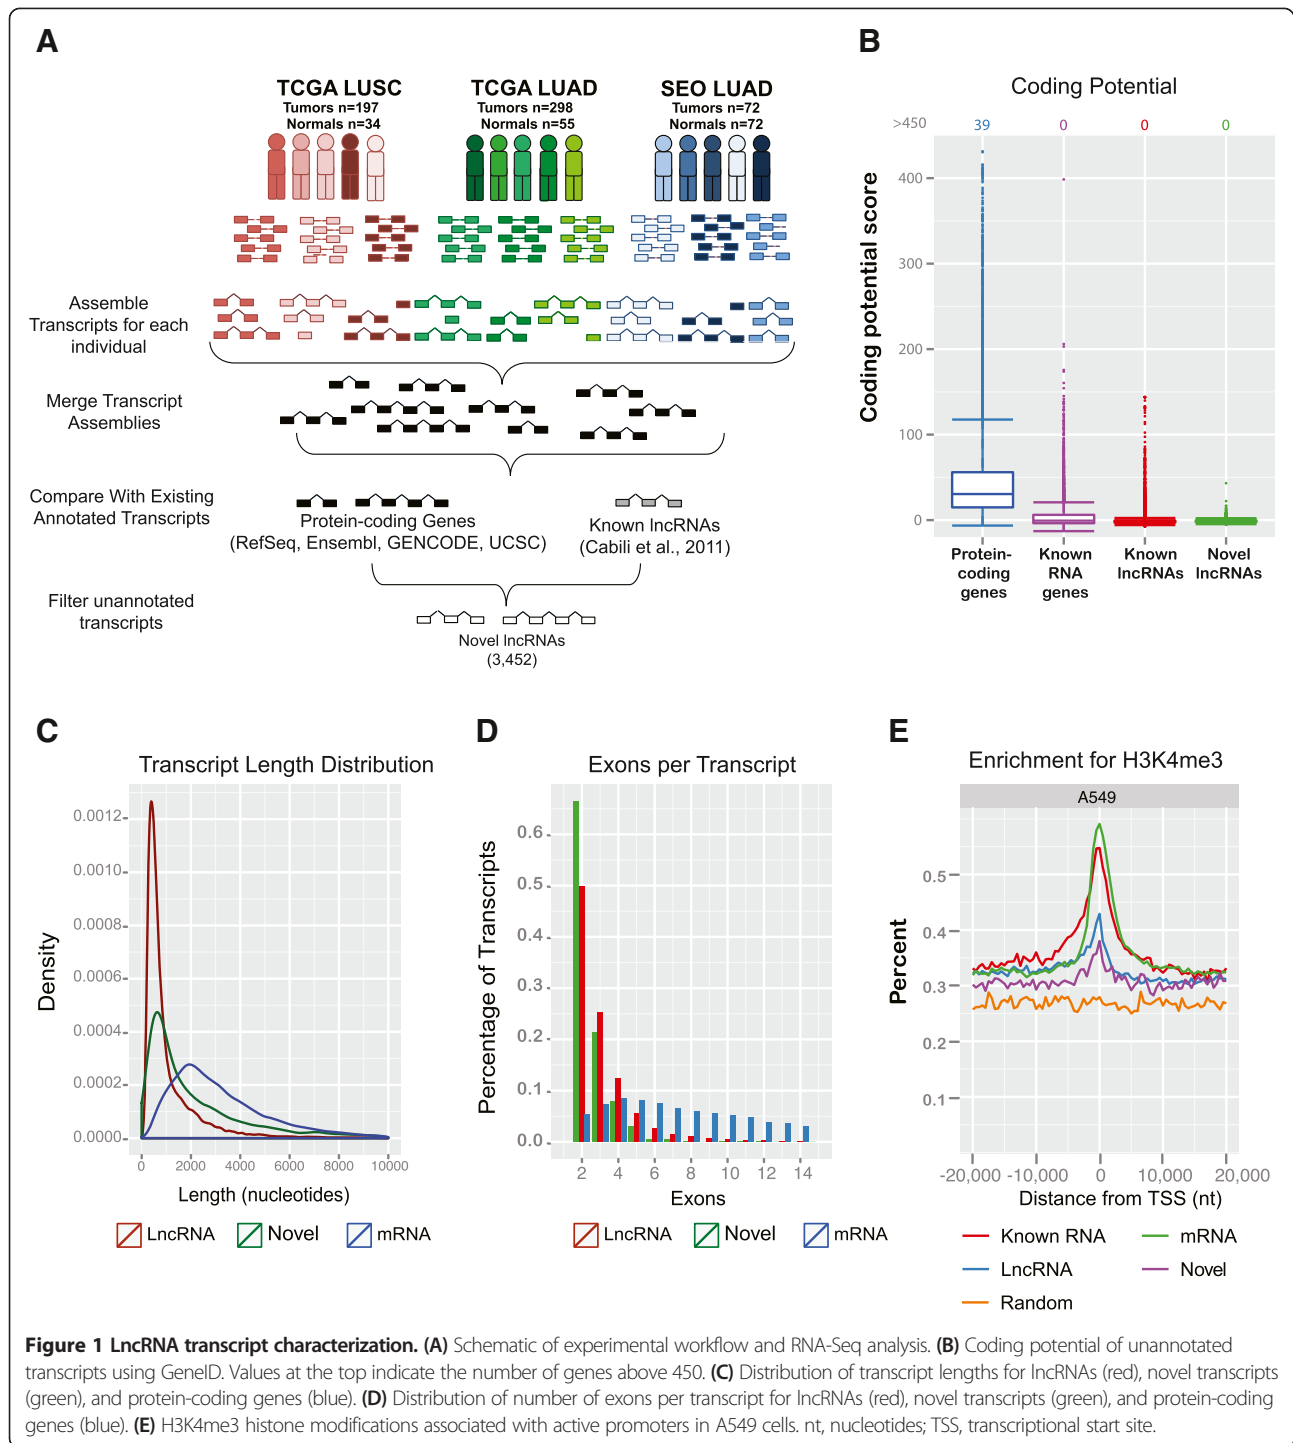 A
TCGA LUSC
Tumors n=197
Normals n=34
TCGA LUAD
Tumors n=298
Normals n=55
SEO LUAD
Tumors n=72
Normals n=72
Assemble
Transcripts for each
individual
Merge Transcript
Assemblies
Compare With Existing
Annotated Transcripts
Protein-coding Genes
(RefSeq, Ensembl, GENCODE, UCSC)
Known lncRNAs
(Cabili et al., 2011)
Filter unannotated
transcripts
Novel lncRNAs
(3,452)
B
Coding Potential
>450
39
0
0
0
Coding potential score
400
300
200
100
0
Protein-
coding
genes
Known
RNA
genes
Known
lncRNAs
Novel
lncRNAs
C
Transcript Length Distribution
Density
0.0012
0.0010
0.0008
0.0006
0.0004
0.0002
0.0000
0 2000 4000 6000 8000 10000
Length (nucleotides)
LncRNA Novel mRNA
D
Exons per Transcript
Percentage of Transcripts
0.6
0.5
0.4
0.3
0.2
0.1
0.0
2 4 6 8 10 12 14
Exons
LncRNA Novel mRNA
E
Enrichment for H3K4me3
A549
Percent
0.5
0.4
0.3
0.2
0.1
-20,000 -10,000 0 10,000 20,000
Distance from TSS (nt)
Known RNA mRNA
LncRNA Novel
Random
Figure 1 LncRNA transcript characterization. (A) Schematic of experimental workflow and RNA-Seq analysis. (B) Coding potential of unannotated
transcripts using GeneID. Values at the top indicate the number of genes above 450. (C) Distribution of transcript lengths for lncRNAs (red), novel transcripts
(green), and protein-coding genes (blue). (D) Distribution of number of exons per transcript for lncRNAs (red), novel transcripts (green), and protein-coding
genes (blue). (E) H3K4me3 histone modifications associated with active promoters in A549 cells. nt, nucleotides; TSS, transcriptional start site.